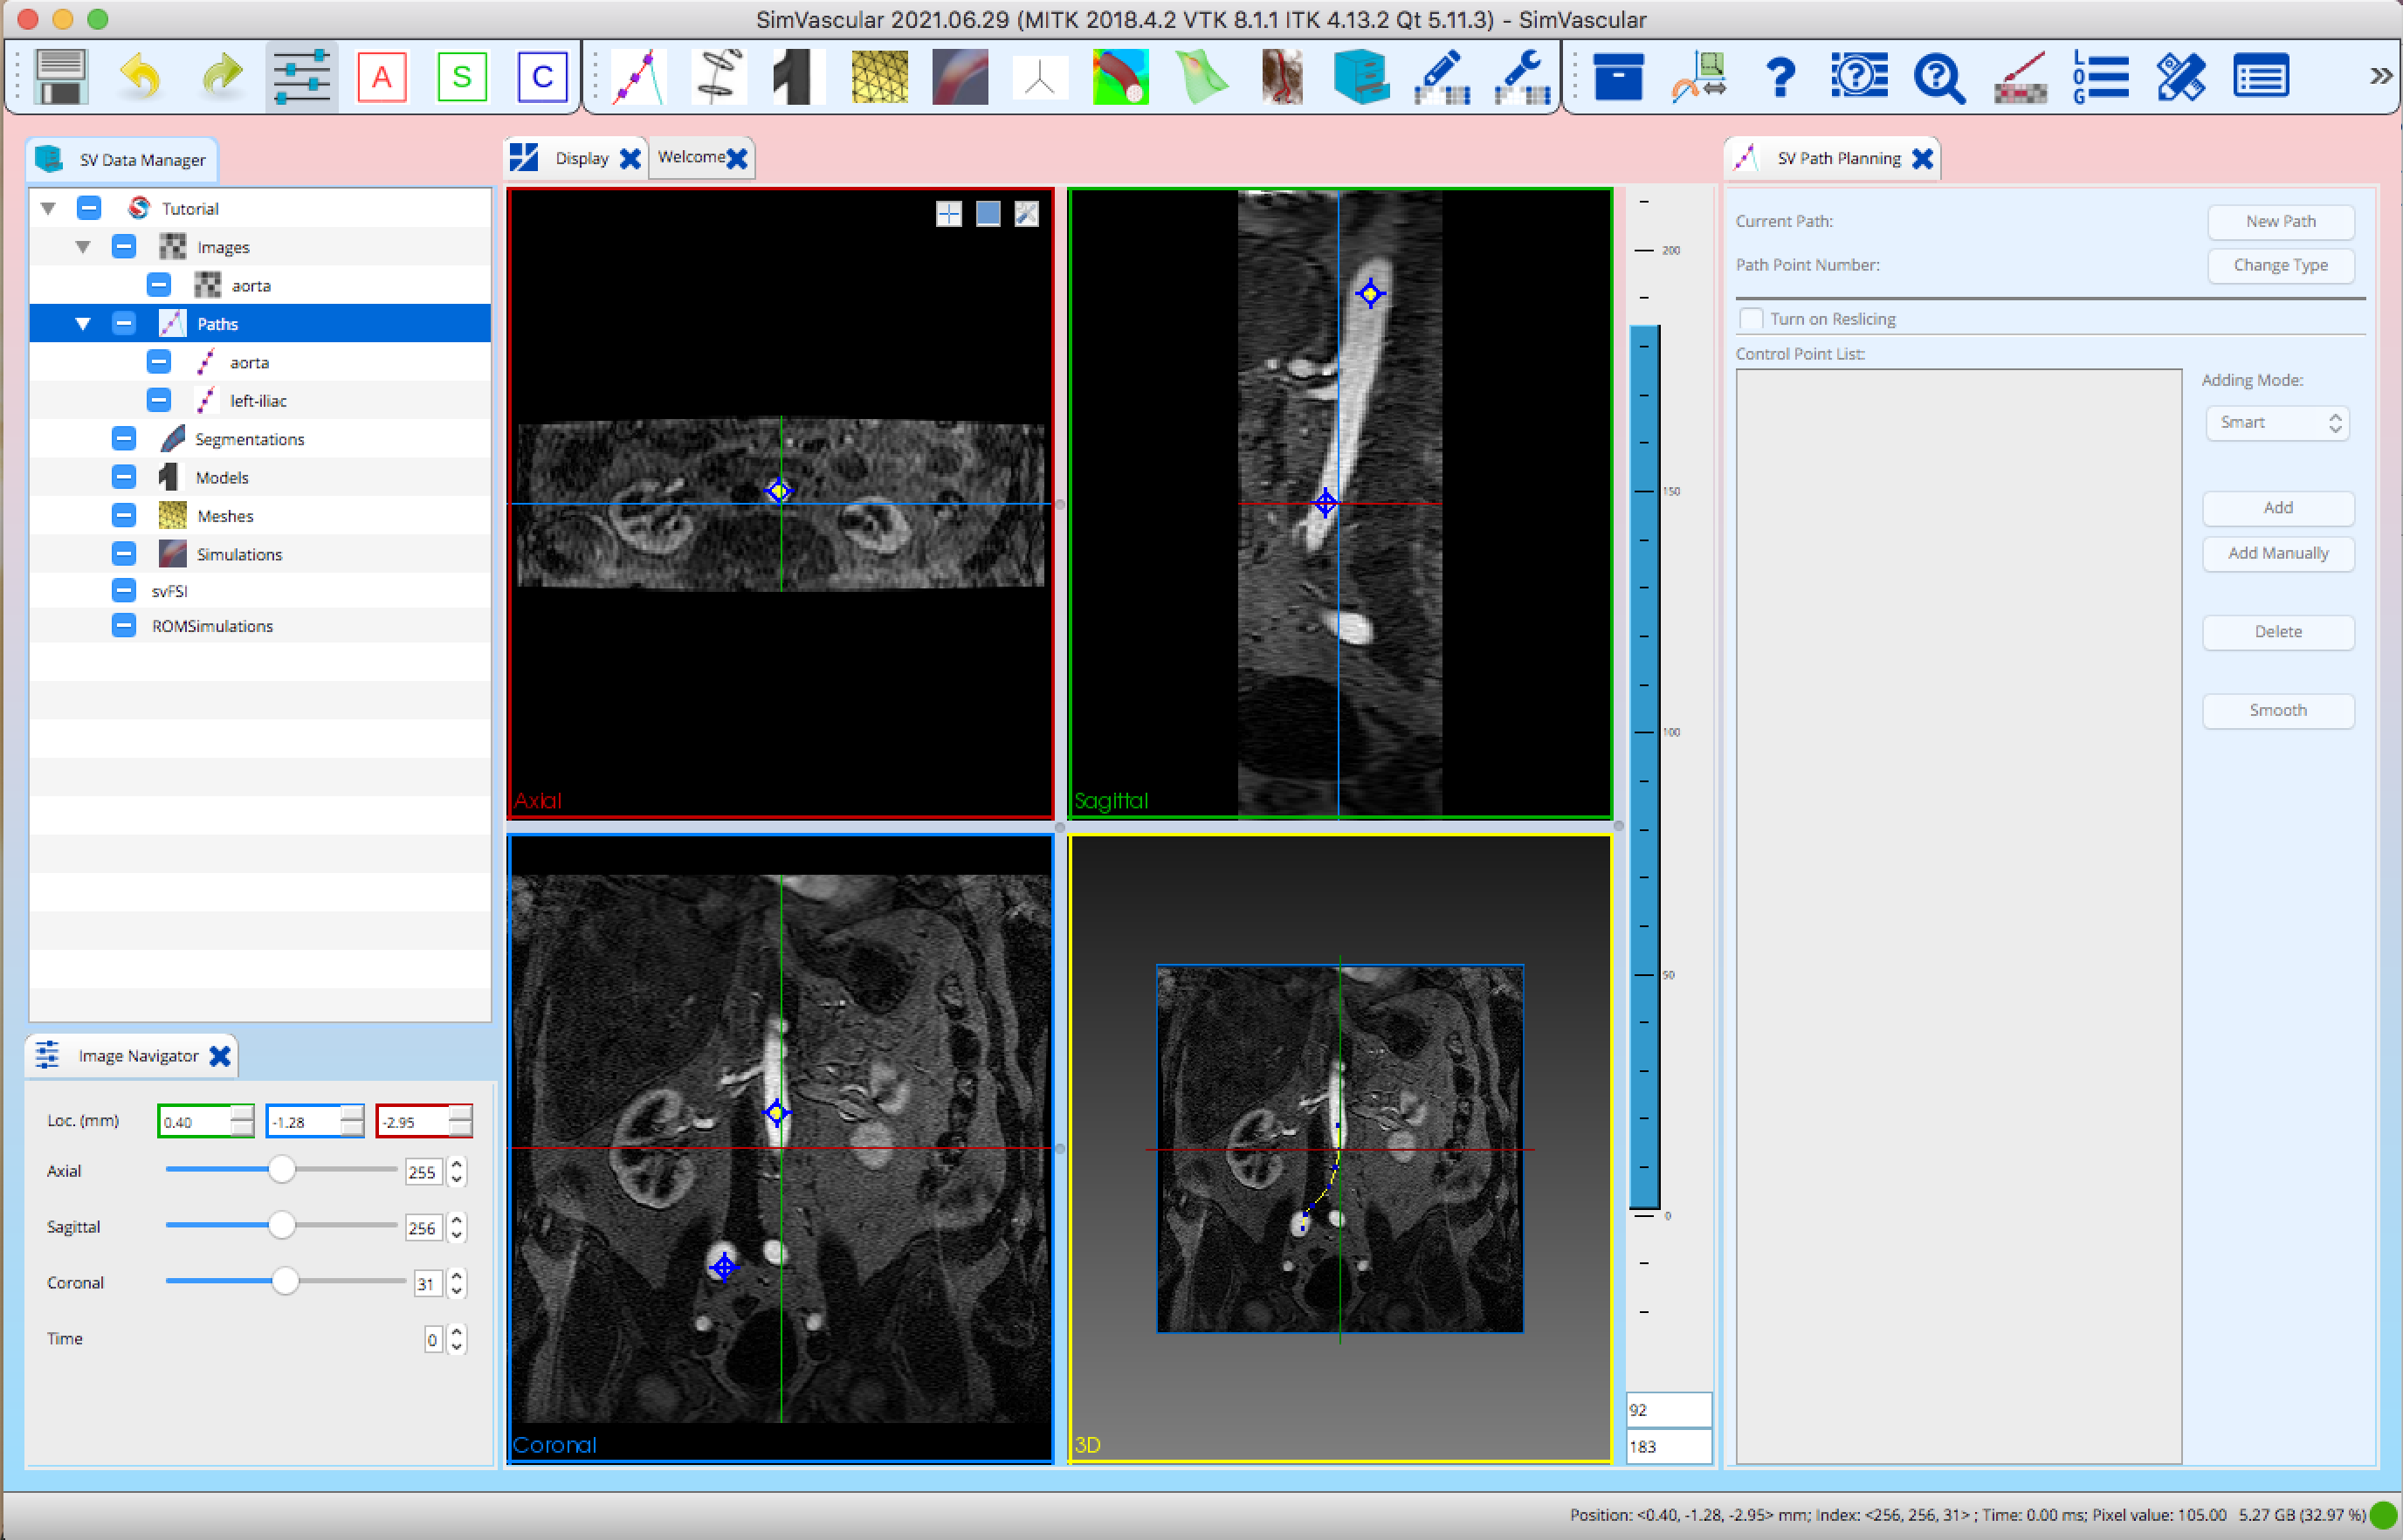 SimVascular 2021.06.29 (MITK 2018.4.2 VTK 8.1.1 ITK 4.13.2 Qt 5.11.3) - SimVascular
A S C
LOG
»
SV Data Manager
Tutorial
Images
aorta
Paths
aorta
left-iliac
Segmentations
Models
Meshes
Simulations
svFSI
ROMSimulations
Image Navigator
Loc. (mm) 0.40 -1.28 -2.95
Axial 255
Sagittal 256
Coronal 31
Time 0
Display Welcome
Axial
Sagittal
Coronal
3D
200
150
100
50
0
92
183
SV Path Planning
Current Path: New Path
Path Point Number: Change Type
Turn on Reslicing
Control Point List:
Adding Mode:
Smart
Add
Add Manually
Delete
Smooth
Position: <0.40, -1.28, -2.95> mm; Index: <256, 256, 31> ; Time: 0.00 ms; Pixel value: 105.00 5.27 GB (32.97 %)